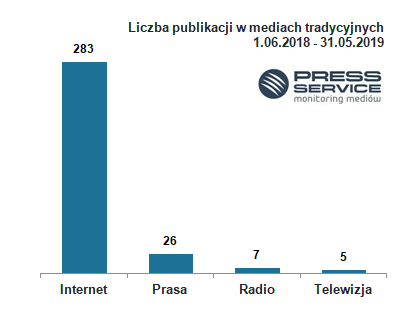 Liczba publikacji w mediach tradycyjnych
1.06.2018 - 31.05.2019
PRESS
SERVICE
monitoring mediów
283
26
7
5
Internet
Prasa
Radio
Telewizja